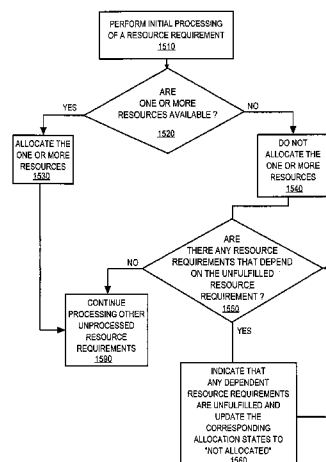 PERFORM INITIAL PROCESSING
OF A RESOURCE REQUIREMENT
1510
ARE
ONE OR MORE
RESOURCES AVAILABLE ?
1520
YES
NO
ALLOCATE THE
ONE OR MORE
RESOURCES
1530
DO NOT
ALLOCATE THE
ONE OR MORE
RESOURCES
1540
ARE
THERE ANY RESOURCE
REQUIREMENTS THAT DEPEND
ON THE UNFULFILLED
RESOURCE
REQUIREMENT ?
1550
NO
YES
CONTINUE
PROCESSING OTHER
UNPROCESSED
RESOURCE
REQUIREMENTS
1590
INDICATE THAT
ANY DEPENDENT
RESOURCE REQUIREMENTS
ARE UNFULFILLED AND
UPDATE THE
CORRESPONDING
ALLOCATION STATES TO
"NOT ALLOCATED"
1560